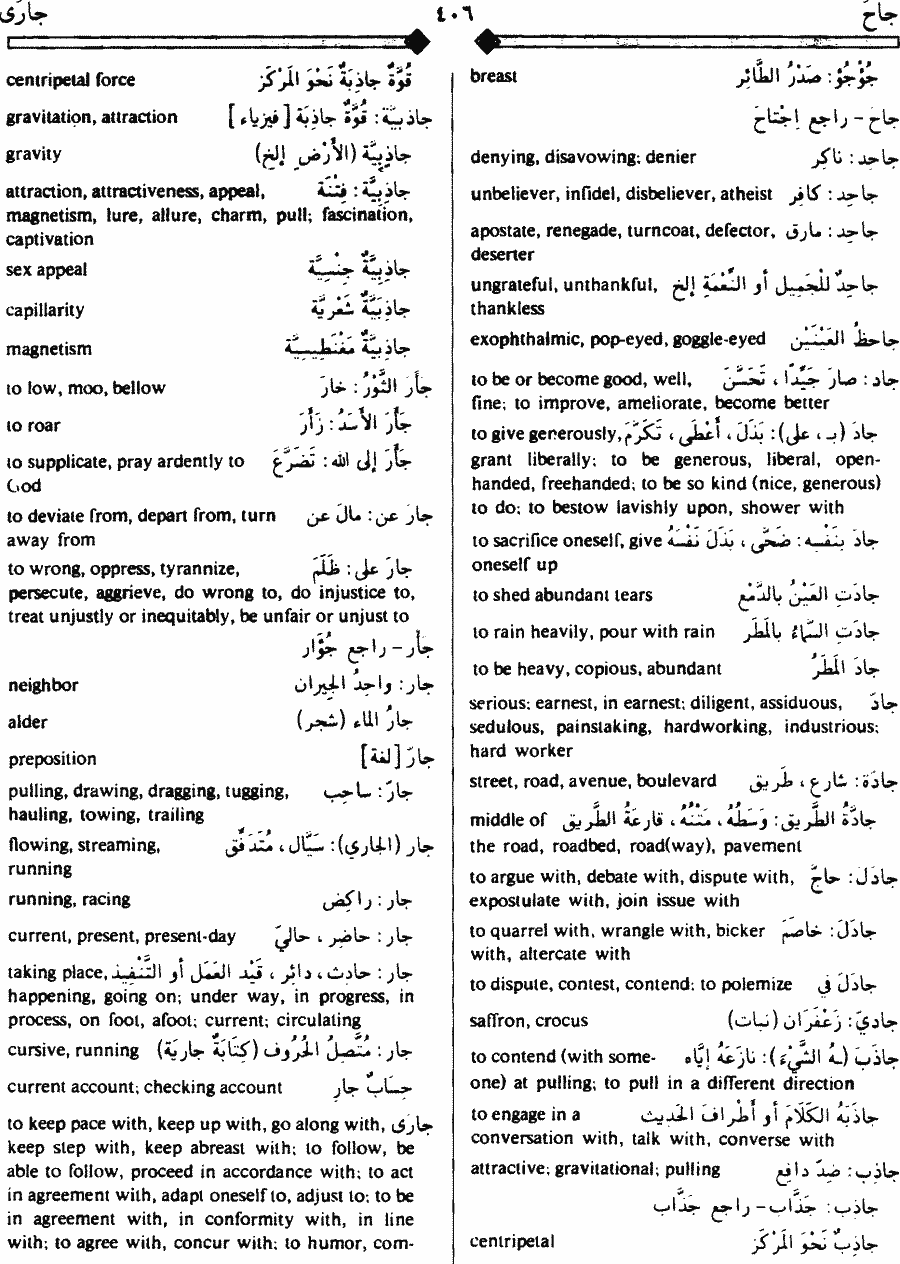 جاحَ ٤٠٦ جارَى
جُؤْجُؤ: صَدْرُ الطّائِر breast
جاحَ - راجع اِجْتاحَ
جاحِد: ناكِر denying, disavowing; denier
جاحِد: كافِر unbeliever, infidel, disbeliever, atheist
جاحِد: مارِق apostate, renegade, turncoat, defector,
deserter
جاحِدٌ لِلْجَمِيل أو النِّعْمَةِ إلخ ungrateful, unthankful,
thankless
جاحِظُ العَيْنَيْن exophthalmic, pop-eyed, goggle-eyed
جادَ: صارَ جَيِّداً ، تَحَسَّنَ to be or become good, well,
fine; to improve, ameliorate, become better
جادَ (بـ ، على): بَذَلَ ، أَعْطَى ، تَكَرَّمَ to give generously,
grant liberally; to be generous, liberal, open-
handed, freehanded; to be so kind (nice, generous)
to do; to bestow lavishly upon, shower with
جادَ بِنَفْسِه: ضَحَّى ، بَذَلَ نَفْسَهُ to sacrifice oneself, give
oneself up
جادَتِ العَيْنُ بِالدَّمْع to shed abundant tears
جادَتِ السَّماءُ بِالمَطَر to rain heavily, pour with rain
جادَ المَطَرُ to be heavy, copious, abundant
جادّ serious; earnest, in earnest; diligent, assiduous,
sedulous, painstaking, hardworking, industrious;
hard worker
جادَّة: شارِع ، طَرِيق street, road, avenue, boulevard
جادَّةُ الطَّرِيق: وَسَطُهُ ، مَتْنُهُ ، قارِعَةُ الطَّرِيق middle of
the road, roadbed, road(way), pavement
جادَلَ: حاجَّ to argue with, debate with, dispute with,
expostulate with, join issue with
جادَلَ: خاصَمَ to quarrel with, wrangle with, bicker
with, altercate with
جادَلَ في to dispute, contest, contend; to polemize
جادِيّ: زَعْفَرَان (نبات) saffron, crocus
جاذَبَ (ـهُ الشَّيْءَ): نازَعَهُ إيّاه to contend (with some-
one) at pulling; to pull in a different direction
جاذَبَهُ الكَلَامَ أو أَطْرَافَ الحَدِيث to engage in a
conversation with, talk with, converse with
جاذِب: ضِدّ دافِع attractive; gravitational; pulling
جاذِب: جَذَّاب - راجع جَذَّاب
جاذِبٌ نَحْوَ المَرْكَز centripetal
قُوَّةٌ جاذِبَةٌ نَحْوَ المَرْكَز centripetal force
جاذِبِيَّة: قُوَّةٌ جاذِبَة [فيزياء] gravitation, attraction
جاذِبِيَّة (الأَرْضِ إلخ) gravity
جاذِبِيَّة: فِتْنَة attraction, attractiveness, appeal,
magnetism, lure, allure, charm, pull; fascination,
captivation
جاذِبِيَّةٌ جِنْسِيَّة sex appeal
جاذِبِيَّةٌ شَعْرِيَّة capillarity
جاذِبِيَّةٌ مَغْنَطِيسِيَّة magnetism
جَأَرَ الثَّوْرُ: خارَ to low, moo, bellow
جَأَرَ الأَسَدُ: زَأَرَ to roar
جَأَرَ إلى الله: تَضَرَّعَ to supplicate, pray ardently to
God
جارَ عن: مالَ عن to deviate from, depart from, turn
away from
جارَ على: ظَلَمَ to wrong, oppress, tyrannize,
persecute, aggrieve, do wrong to, do injustice to,
treat unjustly or inequitably, be unfair or unjust to
جأر - راجع جُؤَار
جار: واحِدُ الجِيران neighbor
جارُ الماء (شجر) alder
جارّ [لغة] preposition
جارّ: ساحِب pulling, drawing, dragging, tugging,
hauling, towing, trailing
جارٍ (الجاري): سَيَّال ، مُتَدَفِّق flowing, streaming,
running
جارٍ: راكِض running, racing
جارٍ: حاضِر ، حالِيّ current, present, present-day
جارٍ: حادِث ، دائِر ، قَيْد العَمَل أو التَّنْفِيذ taking place,
happening, going on; under way, in progress, in
process, on foot, afoot; current; circulating
جارٍ: مُتَّصِلُ الحُرُوف (كِتَابَةٌ جارِيَة) cursive, running
حِسَابٌ جارٍ current account; checking account
جارَى to keep pace with, keep up with, go along with,
keep step with, keep abreast with; to follow, be
able to follow, proceed in accordance with; to act
in agreement with, adapt oneself to, adjust to; to be
in agreement with, in conformity with, in line
with; to agree with, concur with; to humor, com-